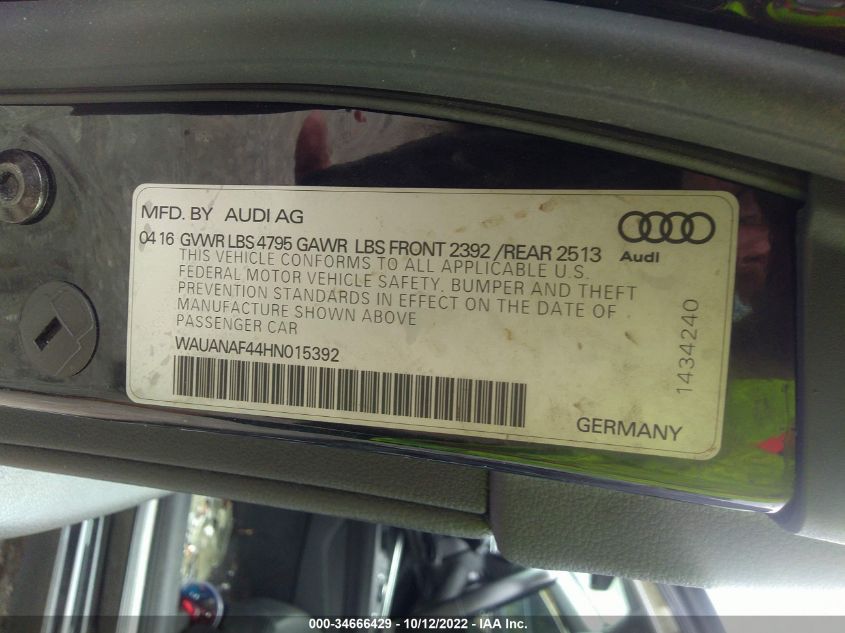 MFD. BY AUDI AG
0416 GVWR LBS 4795 GAWR LBS FRONT 2392 /REAR 2513
THIS VEHICLE CONFORMS TO ALL APPLICABLE U.S.
FEDERAL MOTOR VEHICLE SAFETY, BUMPER AND THEFT
PREVENTION STANDARDS IN EFFECT ON THE DATE OF
MANUFACTURE SHOWN ABOVE
PASSENGER CAR
WAUANAF44HN015392
Audi
1434240
GERMANY
000-34666429 - 10/12/2022 - IAA Inc.